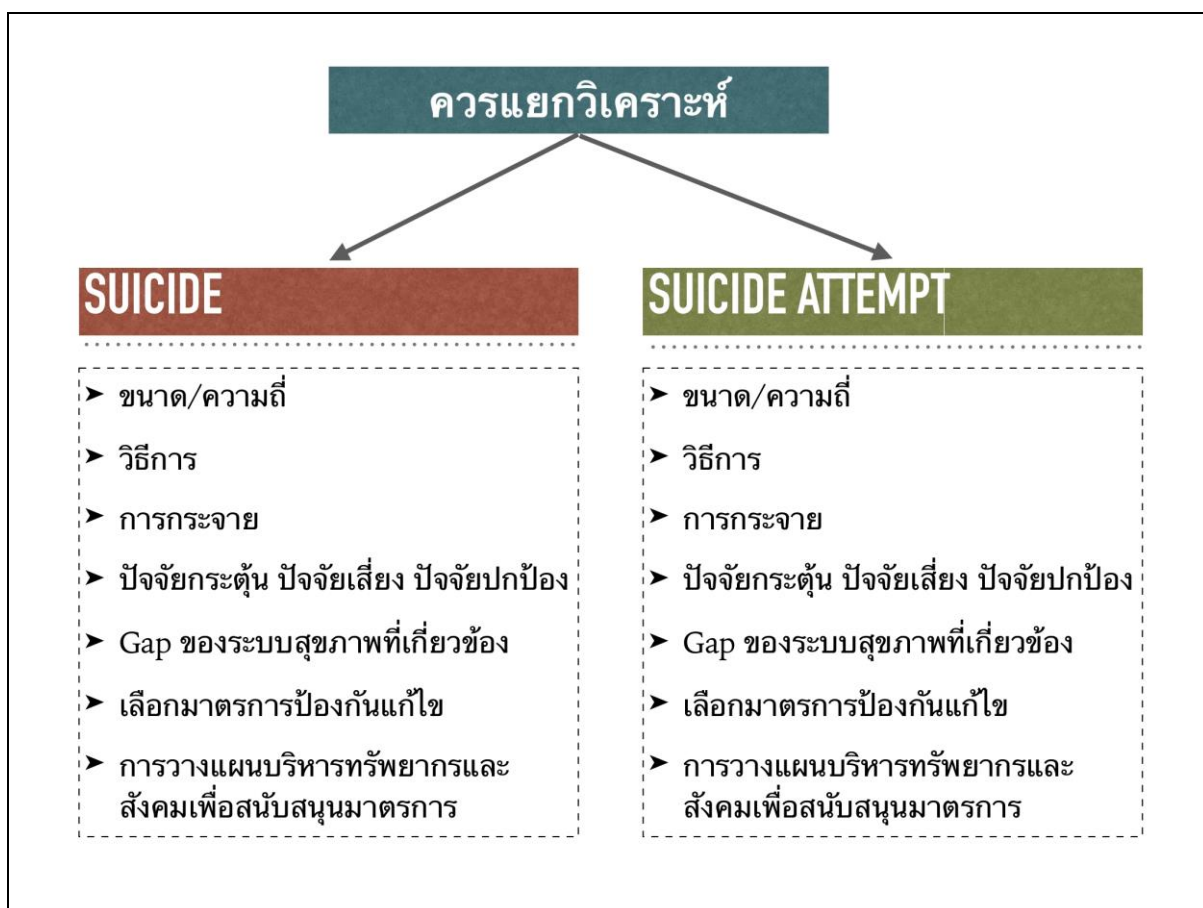 ควรแยกวิเคราะห์
SUICIDE
➤ ขนาด/ความถี่
➤ วิธีการ
➤ การกระจาย
➤ ปัจจัยกระตุ้น ปัจจัยเสี่ยง ปัจจัยปกป้อง
➤ Gap ของระบบสุขภาพที่เกี่ยวข้อง
➤ เลือกมาตรการป้องกันแก้ไข
➤ การวางแผนบริหารทรัพยากรและ
สังคมเพื่อสนับสนุนมาตรการ
SUICIDE ATTEMPT
➤ ขนาด/ความถี่
➤ วิธีการ
➤ การกระจาย
➤ ปัจจัยกระตุ้น ปัจจัยเสี่ยง ปัจจัยปกป้อง
➤ Gap ของระบบสุขภาพที่เกี่ยวข้อง
➤ เลือกมาตรการป้องกันแก้ไข
➤ การวางแผนบริหารทรัพยากรและ
สังคมเพื่อสนับสนุนมาตรการ